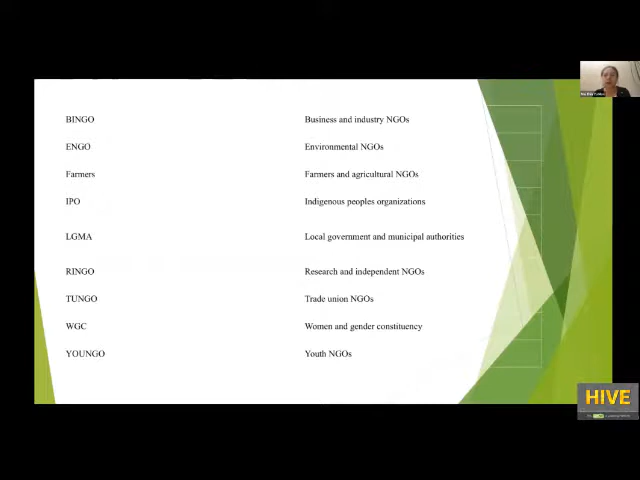 BINGO Business and industry NGOs
ENGO Environmental NGOs
Farmers Farmers and agricultural NGOs
IPO Indigenous peoples organizations
LGMA Local government and municipal authorities
RINGO Research and independent NGOs
TUNGO Trade union NGOs
WGC Women and gender constituency
YOUNGO Youth NGOs
HIVE